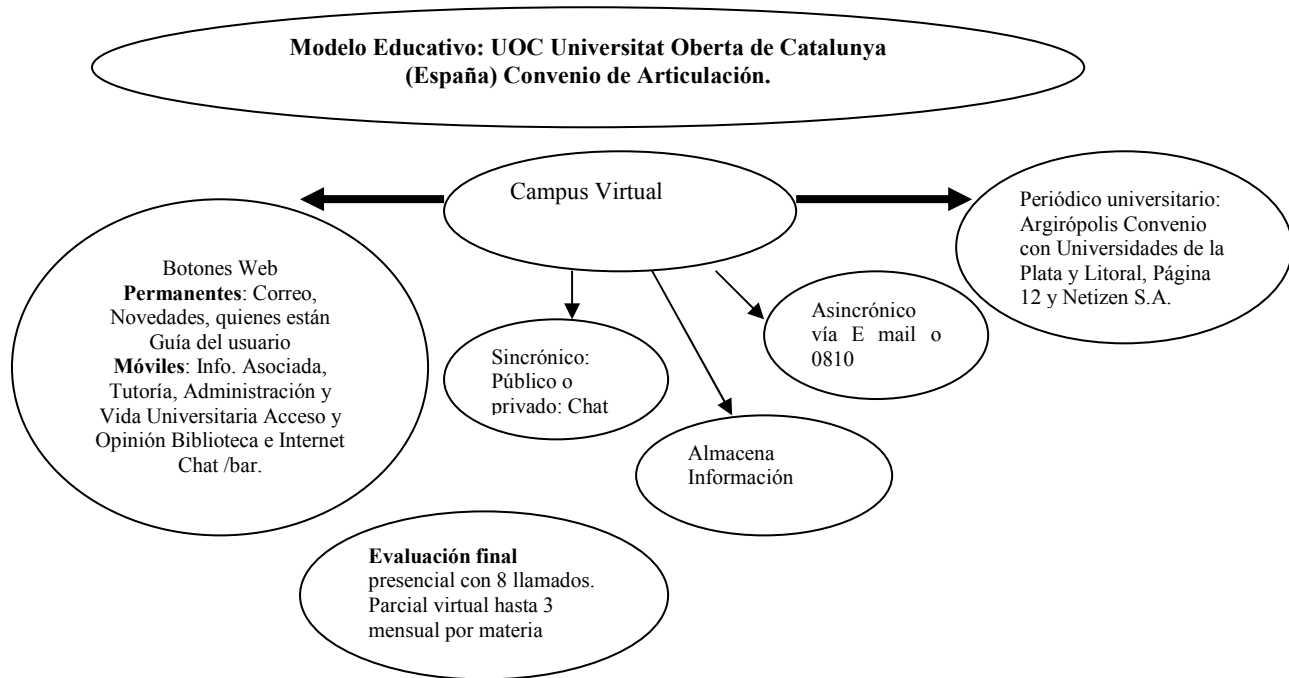 Modelo Educativo: UOC Universitat Oberta de Catalunya
(España) Convenio de Articulación.
Campus Virtual
Periódico universitario:
Argirópolis Convenio
con Universidades de la
Plata y Litoral, Página
12 y Netizen S.A.
Botones Web
Permanentes: Correo,
Novedades, quienes están
Guía del usuario
Móviles: Info. Asociada,
Tutoría, Administración y
Vida Universitaria Acceso y
Opinión Biblioteca e Internet
Chat /bar.
Sincrónico:
Público o
privado: Chat
Asincrónico
vía E mail o
0810
Almacena
Información
Evaluación final
presencial con 8 llamados.
Parcial virtual hasta 3
mensual por materia